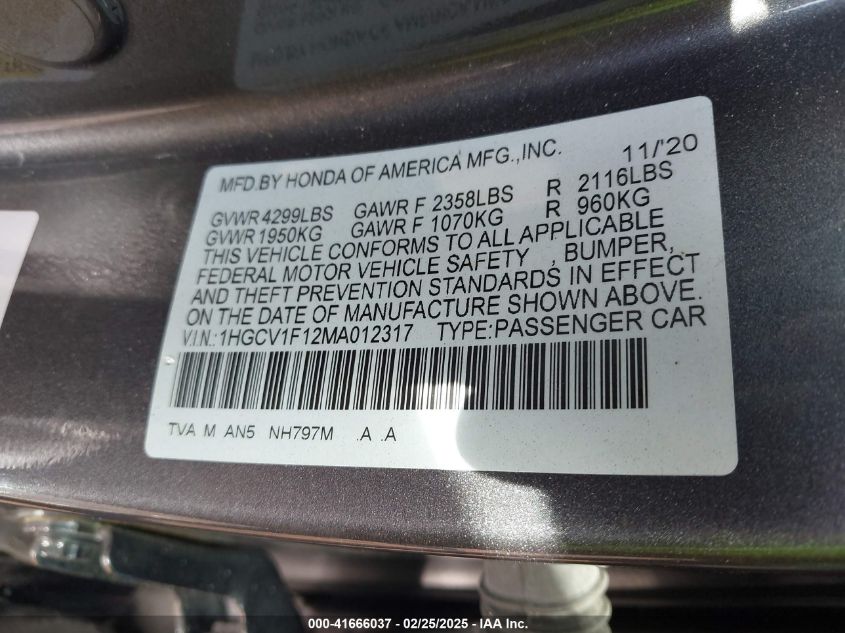 MFD.BY HONDA OF AMERICA MFG.,INC. 11/'20
GVWR 4299LBS GAWR F 2358LBS R 2116LBS
GVWR 1950KG GAWR F 1070KG R 960KG
THIS VEHICLE CONFORMS TO ALL APPLICABLE
FEDERAL MOTOR VEHICLE SAFETY , BUMPER,
AND THEFT PREVENTION STANDARDS IN EFFECT
ON THE DATE OF MANUFACTURE SHOWN ABOVE.
V.I.N.:1HGCV1F12MA012317 TYPE:PASSENGER CAR
TVA M AN5 NH797M .A .A
000-41666037 - 02/25/2025 - IAA Inc.